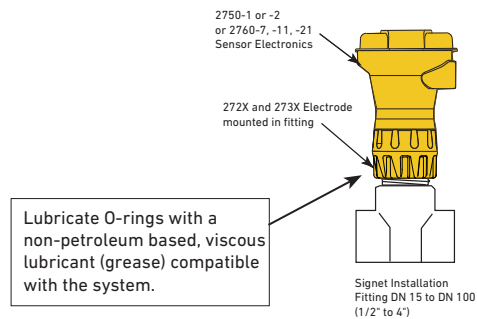 2750-1 or -2
or 2760-7, -11, -21
Sensor Electronics
272X and 273X Electrode
mounted in fitting
Lubricate O-rings with a
non-petroleum based, viscous
lubricant (grease) compatible
with the system.
Signet Installation
Fitting DN 15 to DN 100
(1/2" to 4")